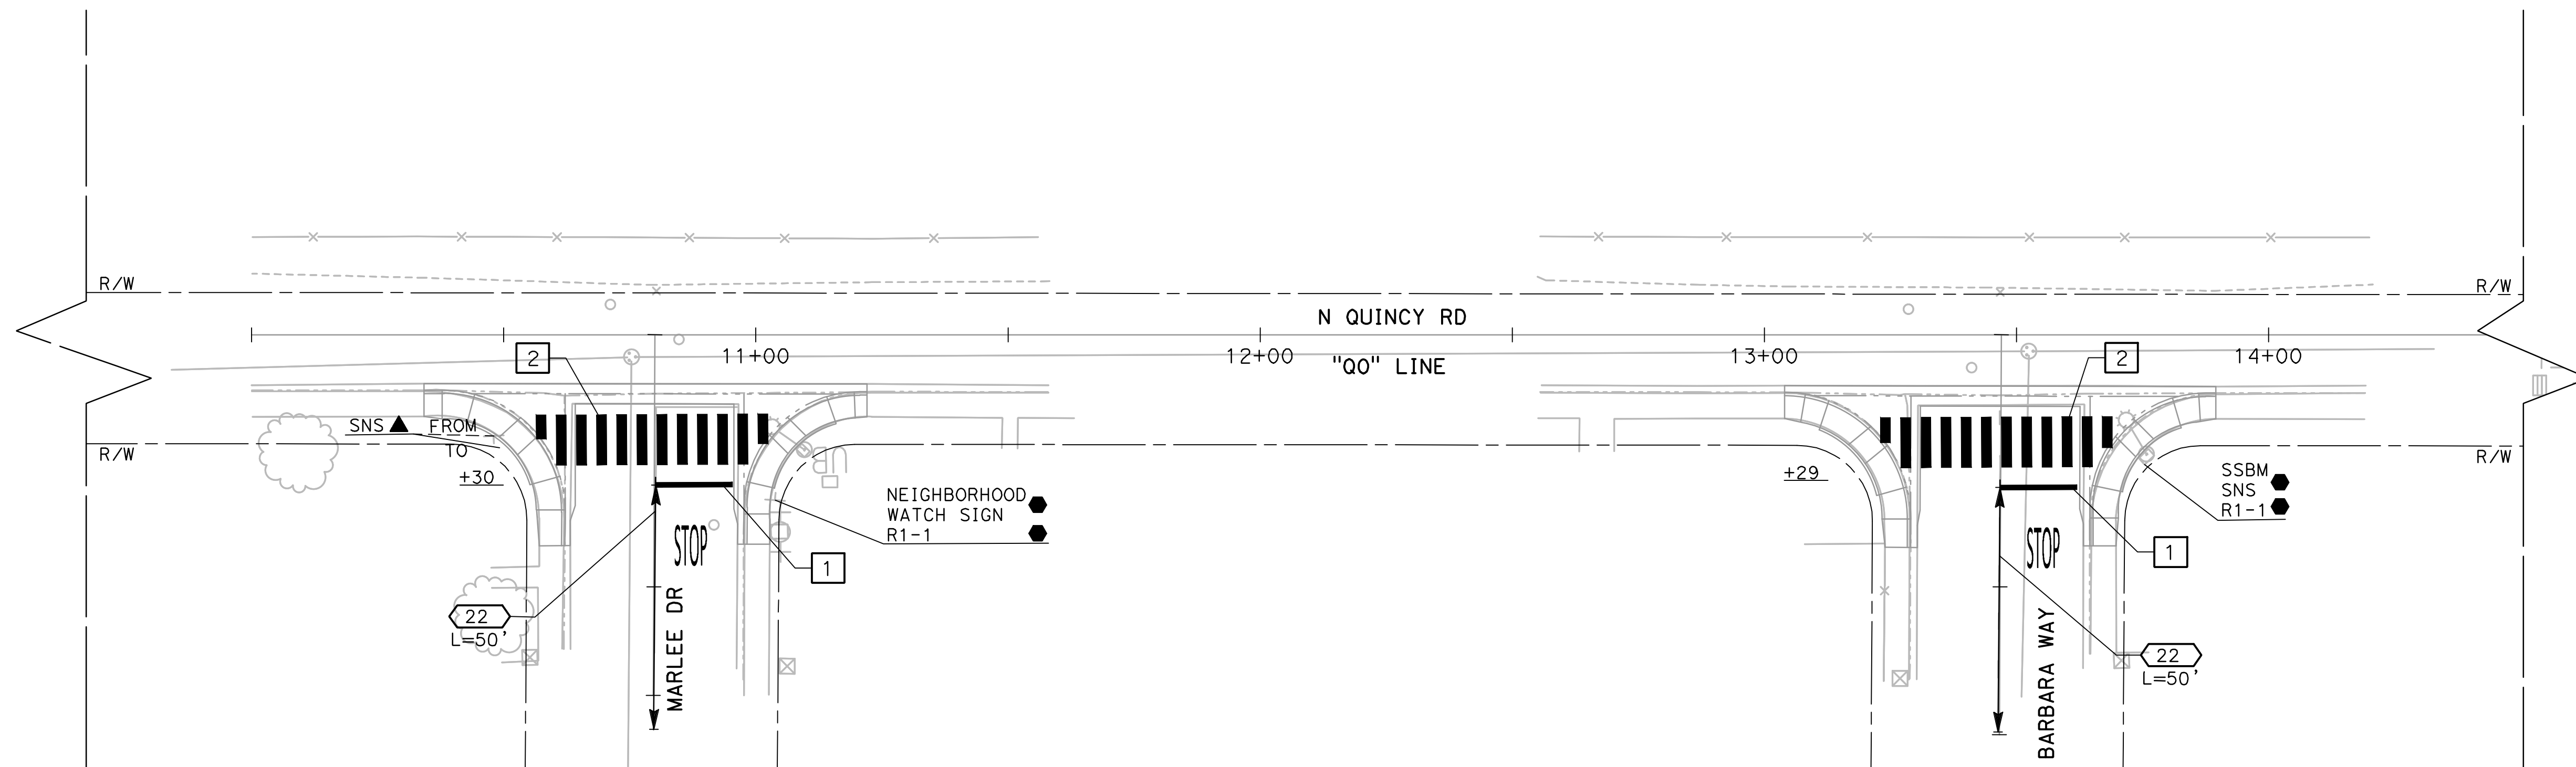 R/W
R/W
N QUINCY RD
11+00
12+00
13+00
14+00
"QO" LINE
2
2
SNS
FROM
TO
+30
R/W
R/W
NEIGHBORHOOD
WATCH SIGN
R1-1
+29
SSBM
SNS
R1-1
STOP
1
STOP
1
22
L=50'
MARLEE DR
22
L=50'
BARBARA WAY